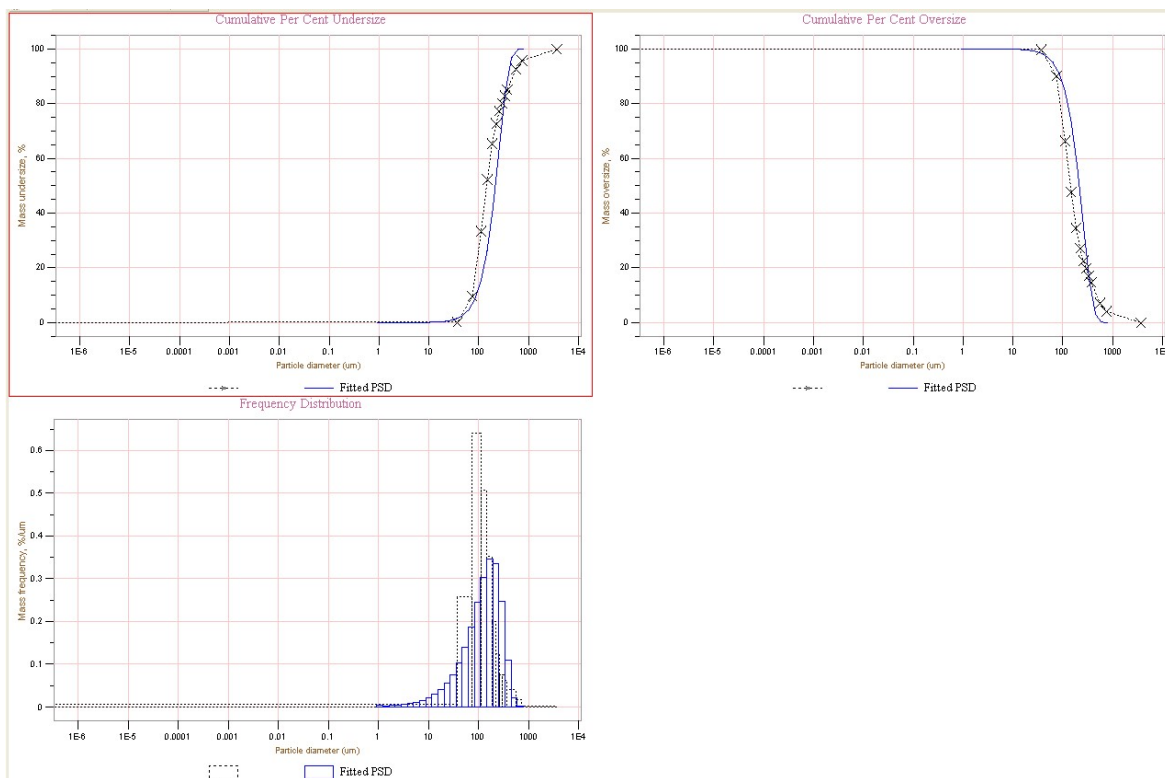 Cumulative Per Cent Undersize
100
80
60
40
20
0
Mass undersize, %
1E-6 1E-5 0.0001 0.001 0.01 0.1 1 10 100 1000 1E4
Particle diameter (um)
Fitted PSD
Cumulative Per Cent Oversize
100
80
60
40
20
0
Mass oversize, %
1E-6 1E-5 0.0001 0.001 0.01 0.1 1 10 100 1000
Particle diameter (um)
Fitted PSD
Frequency Distribution
0.6
0.5
0.4
0.3
0.2
0.1
0
Mass frequency, %/um
1E-6 1E-5 0.0001 0.001 0.01 0.1 1 10 100 1000 1E4
Particle diameter (um)
Fitted PSD